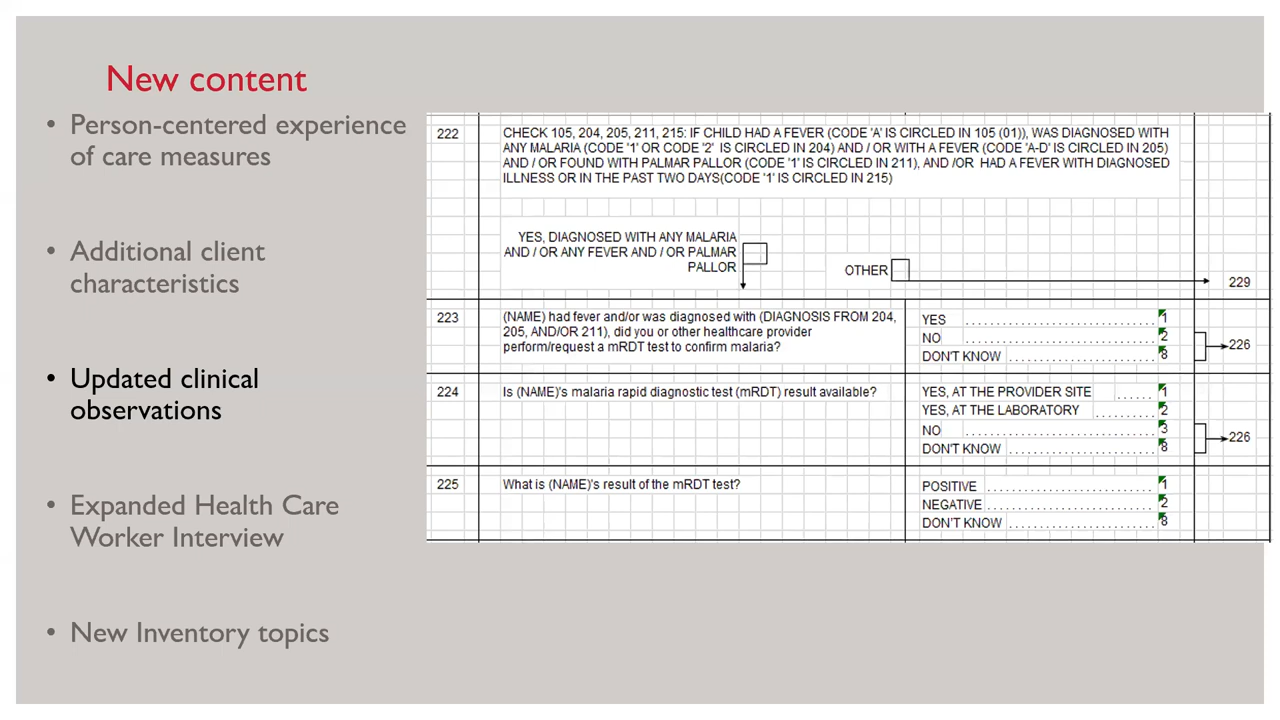 New content
• Person-centered experience
of care measures
• Additional client
characteristics
• Updated clinical
observations
• Expanded Health Care
Worker Interview
• New Inventory topics
222
CHECK 105, 204, 205, 211, 215: IF CHILD HAD A FEVER (CODE 'A' IS CIRCLED IN 105 (01)), WAS DIAGNOSED WITH
ANY MALARIA (CODE '1' OR CODE '2' IS CIRCLED IN 204) AND / OR WITH A FEVER (CODE 'A-D' IS CIRCLED IN 205)
AND / OR FOUND WITH PALMAR PALLOR (CODE '1' IS CIRCLED IN 211), AND /OR HAD A FEVER WITH DIAGNOSED
ILLNESS OR IN THE PAST TWO DAYS(CODE '1' IS CIRCLED IN 215)
YES, DIAGNOSED WITH ANY MALARIA
AND / OR ANY FEVER AND / OR PALMAR
PALLOR
OTHER
229
223
(NAME) had fever and/or was diagnosed with (DIAGNOSIS FROM 204,
205, AND/OR 211), did you or other healthcare provider
perform/request a mRDT test to confirm malaria?
YES ............................ 1
NO ............................ 2
DON'T KNOW ..................... 8
226
224
Is (NAME)'s malaria rapid diagnostic test (mRDT) result available?
YES, AT THE PROVIDER SITE ...... 1
YES, AT THE LABORATORY ......... 2
NO ............................ 3
DON'T KNOW ..................... 8
226
225
What is (NAME)'s result of the mRDT test?
POSITIVE ....................... 1
NEGATIVE ....................... 2
DON'T KNOW ..................... 8